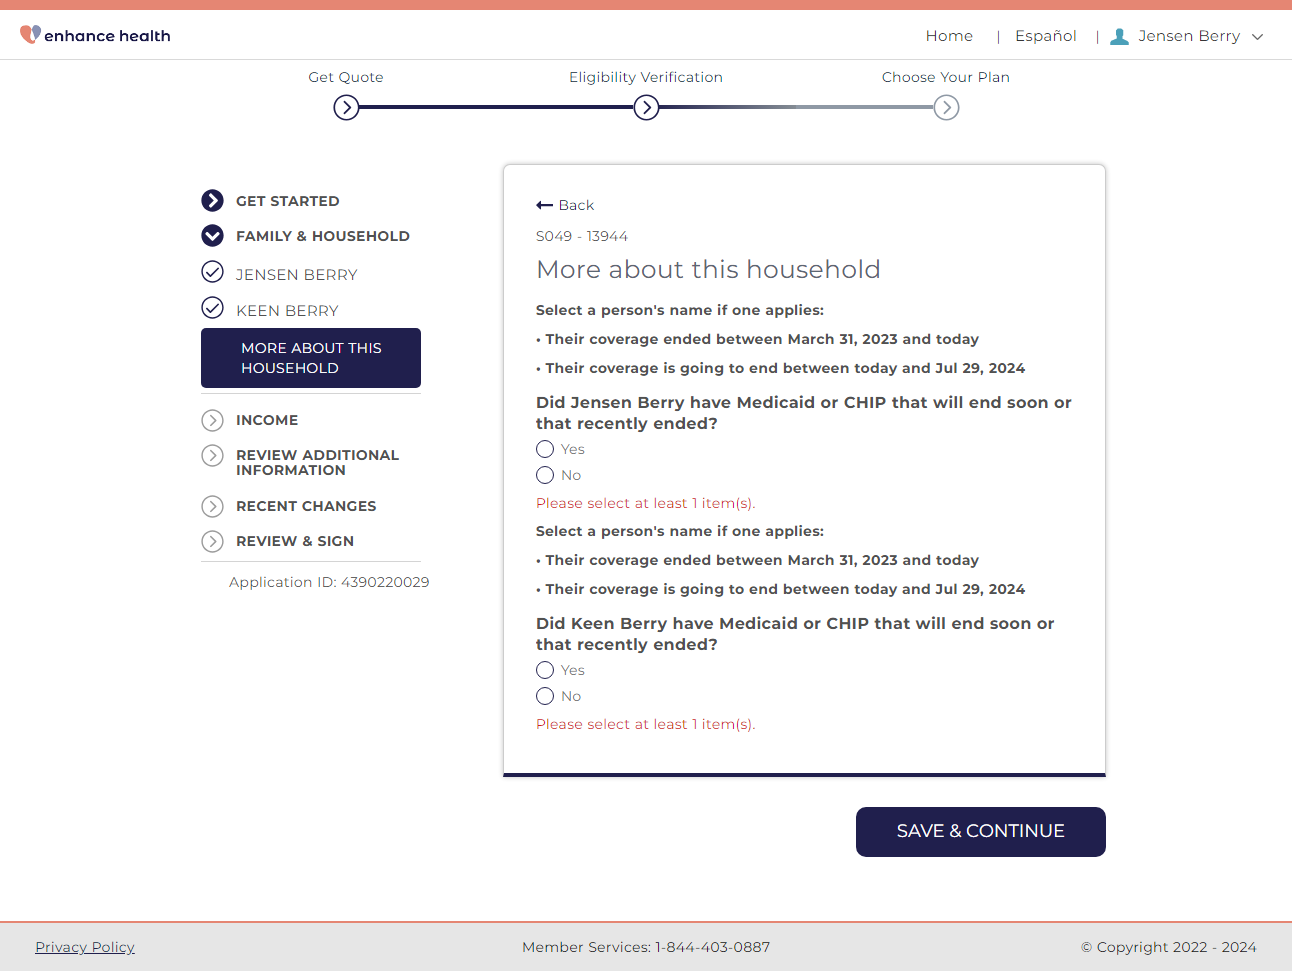 enhance health
Home | Español | Jensen Berry
Get Quote
Eligibility Verification
Choose Your Plan
GET STARTED
FAMILY & HOUSEHOLD
JENSEN BERRY
KEEN BERRY
MORE ABOUT THIS
HOUSEHOLD
INCOME
REVIEW ADDITIONAL
INFORMATION
RECENT CHANGES
REVIEW & SIGN
Application ID: 4390220029
Back
S049 - 13944
More about this household
Select a person's name if one applies:
• Their coverage ended between March 31, 2023 and today
• Their coverage is going to end between today and Jul 29, 2024
Did Jensen Berry have Medicaid or CHIP that will end soon or
that recently ended?
Yes
No
Please select at least 1 item(s).
Select a person's name if one applies:
• Their coverage ended between March 31, 2023 and today
• Their coverage is going to end between today and Jul 29, 2024
Did Keen Berry have Medicaid or CHIP that will end soon or
that recently ended?
Yes
No
Please select at least 1 item(s).
SAVE & CONTINUE
Privacy Policy
Member Services: 1-844-403-0887
© Copyright 2022 - 2024